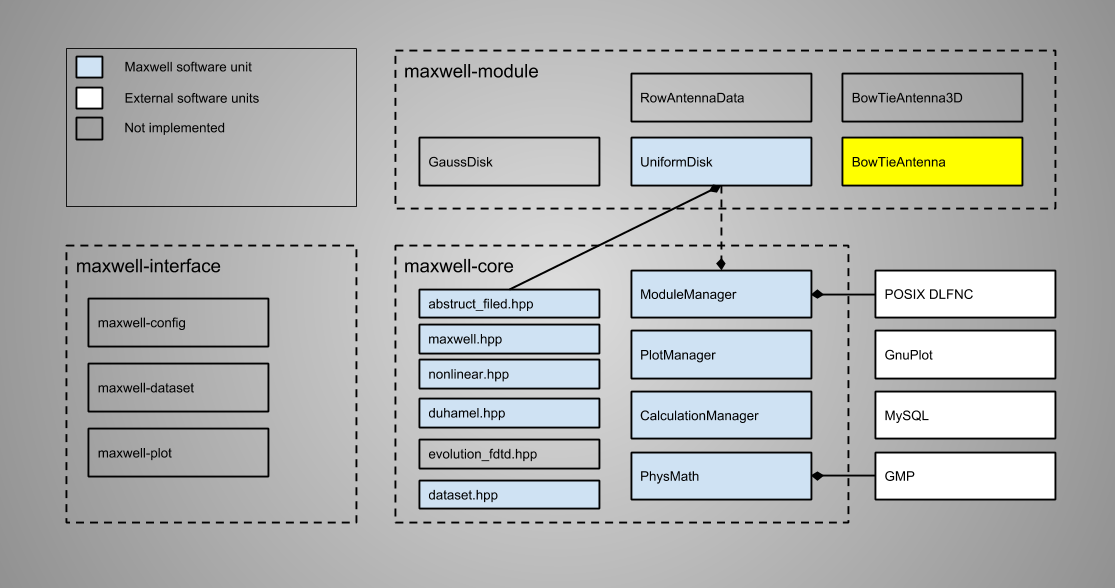 Maxwell software unit
External software units
Not implemented
maxwell-module
RowAntennaData
BowTieAntenna3D
GaussDisk
UniformDisk
BowTieAntenna
maxwell-interface
maxwell-config
maxwell-dataset
maxwell-plot
maxwell-core
abstruct_filed.hpp
maxwell.hpp
nonlinear.hpp
duhamel.hpp
evolution_fdtd.hpp
dataset.hpp
ModuleManager
PlotManager
CalculationManager
PhysMath
POSIX DLFNC
GnuPlot
MySQL
GMP